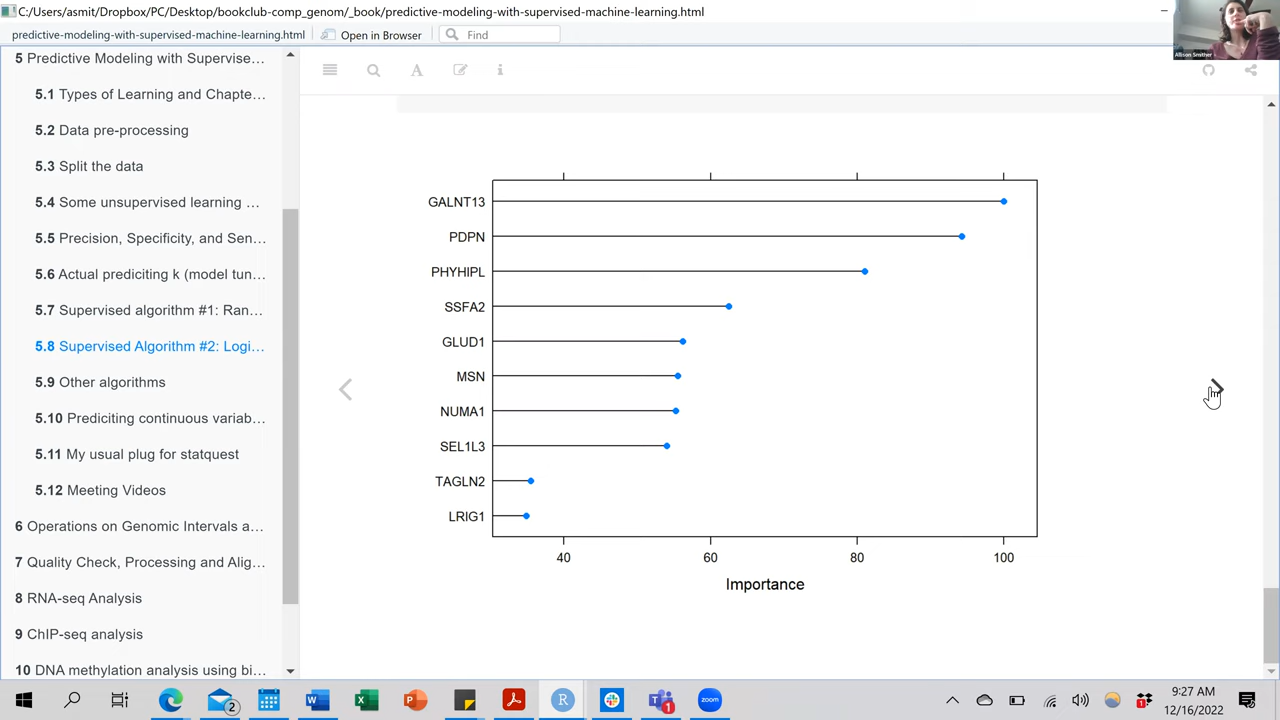 C:/Users/asmit/Dropbox/PC/Desktop/bookclub-comp_genom/_book/predictive-modeling-with-supervised-machine-learning.html
predictive-modeling-with-supervised-machine-learning.html
Open in Browser
Find
Allison Smither
5 Predictive Modeling with Supervise...
5.1 Types of Learning and Chapte...
5.2 Data pre-processing
5.3 Split the data
5.4 Some unsupervised learning ...
5.5 Precision, Specificity, and Sen...
5.6 Actual prediciting k (model tun...
5.7 Supervised algorithm #1: Ran...
5.8 Supervised Algorithm #2: Logi...
5.9 Other algorithms
5.10 Prediciting continuous variab...
5.11 My usual plug for statquest
5.12 Meeting Videos
6 Operations on Genomic Intervals a...
7 Quality Check, Processing and Alig...
8 RNA-seq Analysis
9 ChIP-seq analysis
10 DNA methylation analysis using bi...
GALNT13
PDPN
PHYHIPL
SSFA2
GLUD1
MSN
NUMA1
SEL1L3
TAGLN2
LRIG1
40 60 80 100
Importance
9:27 AM
12/16/2022